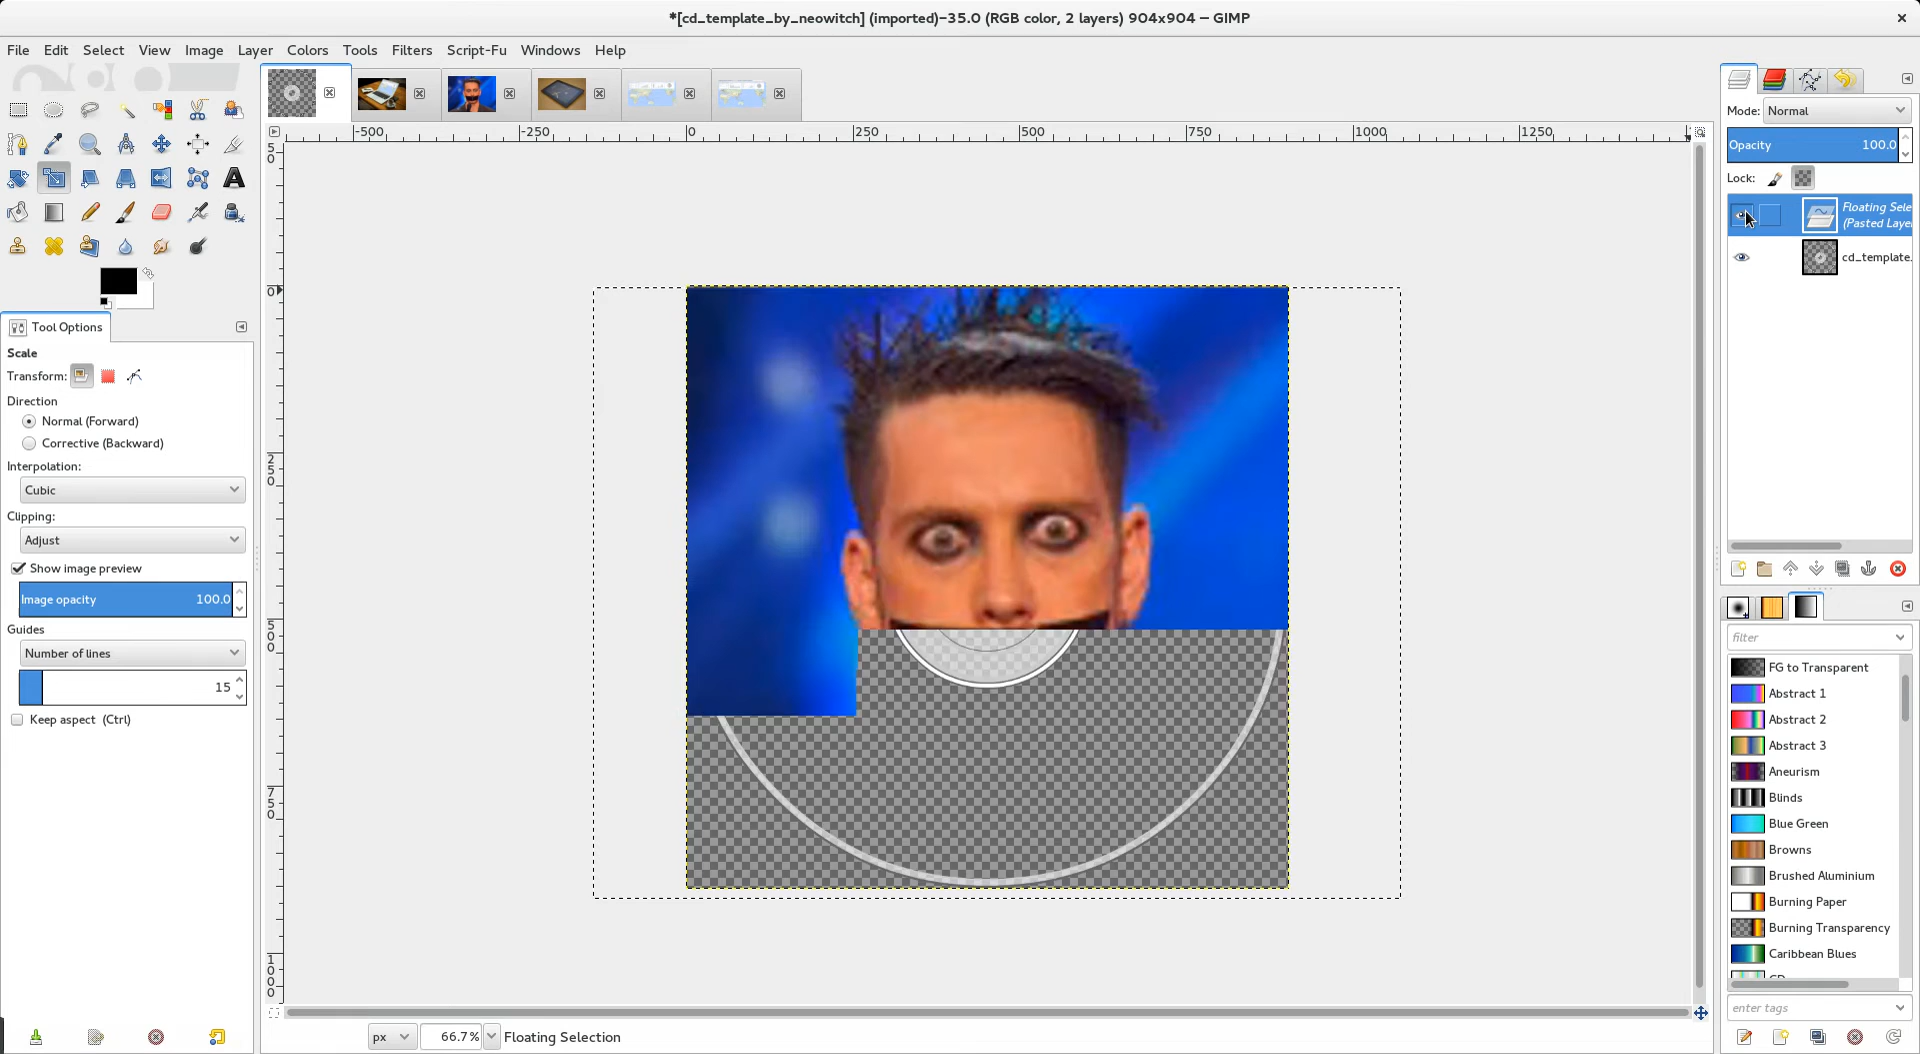 *[cd_template_by_neowitch] (imported)-35.0 (RGB color, 2 layers) 904x904 – GIMP
File Edit Select View Image Layer Colors Tools Filters Script-Fu Windows Help
Mode: Normal
-500 -250 0 250 500 750 1000 1250
Opacity 100.0
Lock:
Floating Sele
(Pasted Laye
cd_template.
Tool Options
Scale
Transform:
Direction
Normal (Forward)
Corrective (Backward)
Interpolation:
Cubic
Clipping:
Adjust
Show image preview
Image opacity 100.0
Guides
Number of lines
15
Keep aspect (Ctrl)
0
250
500
750
1000
filter
FG to Transparent
Abstract 1
Abstract 2
Abstract 3
Aneurism
Blinds
Blue Green
Browns
Brushed Aluminium
Burning Paper
Burning Transparency
Caribbean Blues
enter tags
px 66.7% Floating Selection